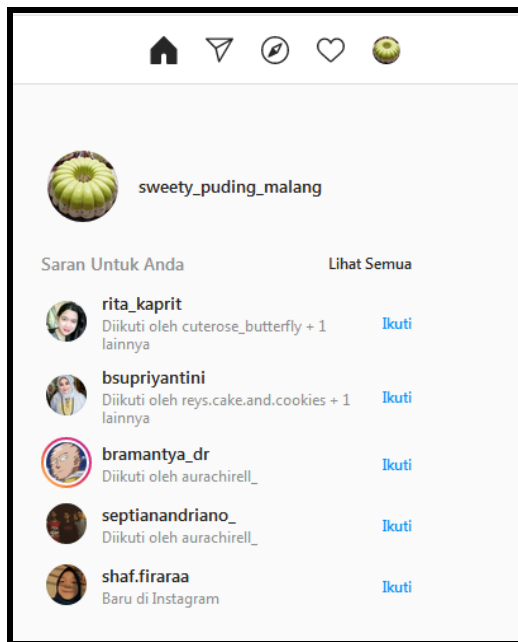 sweety_puding_malang
Saran Untuk Anda Lihat Semua
rita_kaprit
Diikuti oleh cuterose_butterfly + 1
lainnya
Ikuti
bsupriyantini
Diikuti oleh reys.cake.and.cookies + 1
lainnya
Ikuti
bramantya_dr
Diikuti oleh aurachirell_
Ikuti
septianandriano_
Diikuti oleh aurachirell_
Ikuti
shaf.firaraa
Baru di Instagram
Ikuti